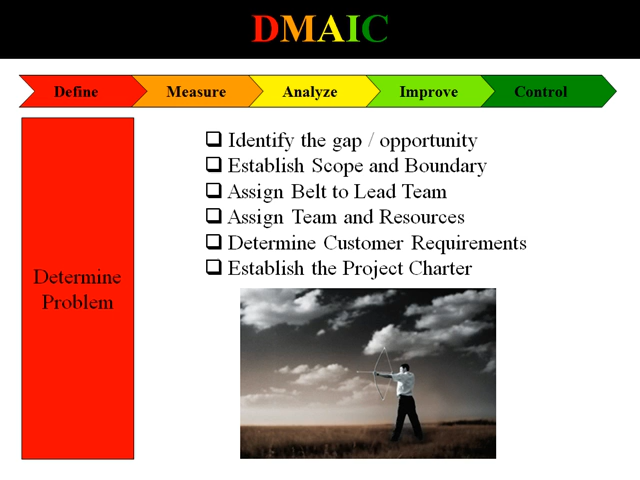 DMAIC
Define Measure Analyze Improve Control
Determine
Problem
Identify the gap / opportunity
Establish Scope and Boundary
Assign Belt to Lead Team
Assign Team and Resources
Determine Customer Requirements
Establish the Project Charter